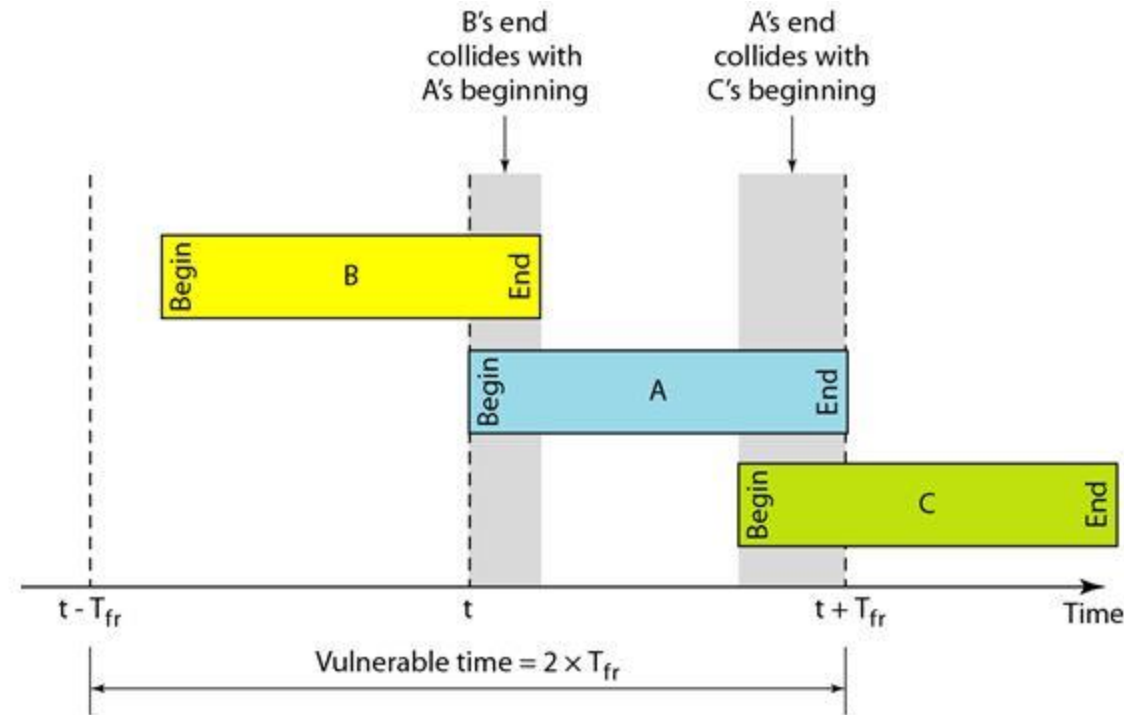 B's end
collides with
A's beginning
A's end
collides with
C's beginning
Begin
B
End
Begin
A
End
Begin
C
End
t - Tfr
t
t + Tfr
Time
Vulnerable time = 2 × Tfr